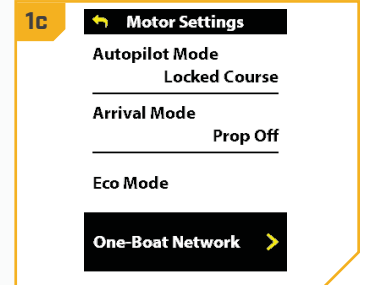 1c
Motor Settings
Autopilot Mode
Locked Course
Arrival Mode
Prop Off
Eco Mode
One-Boat Network